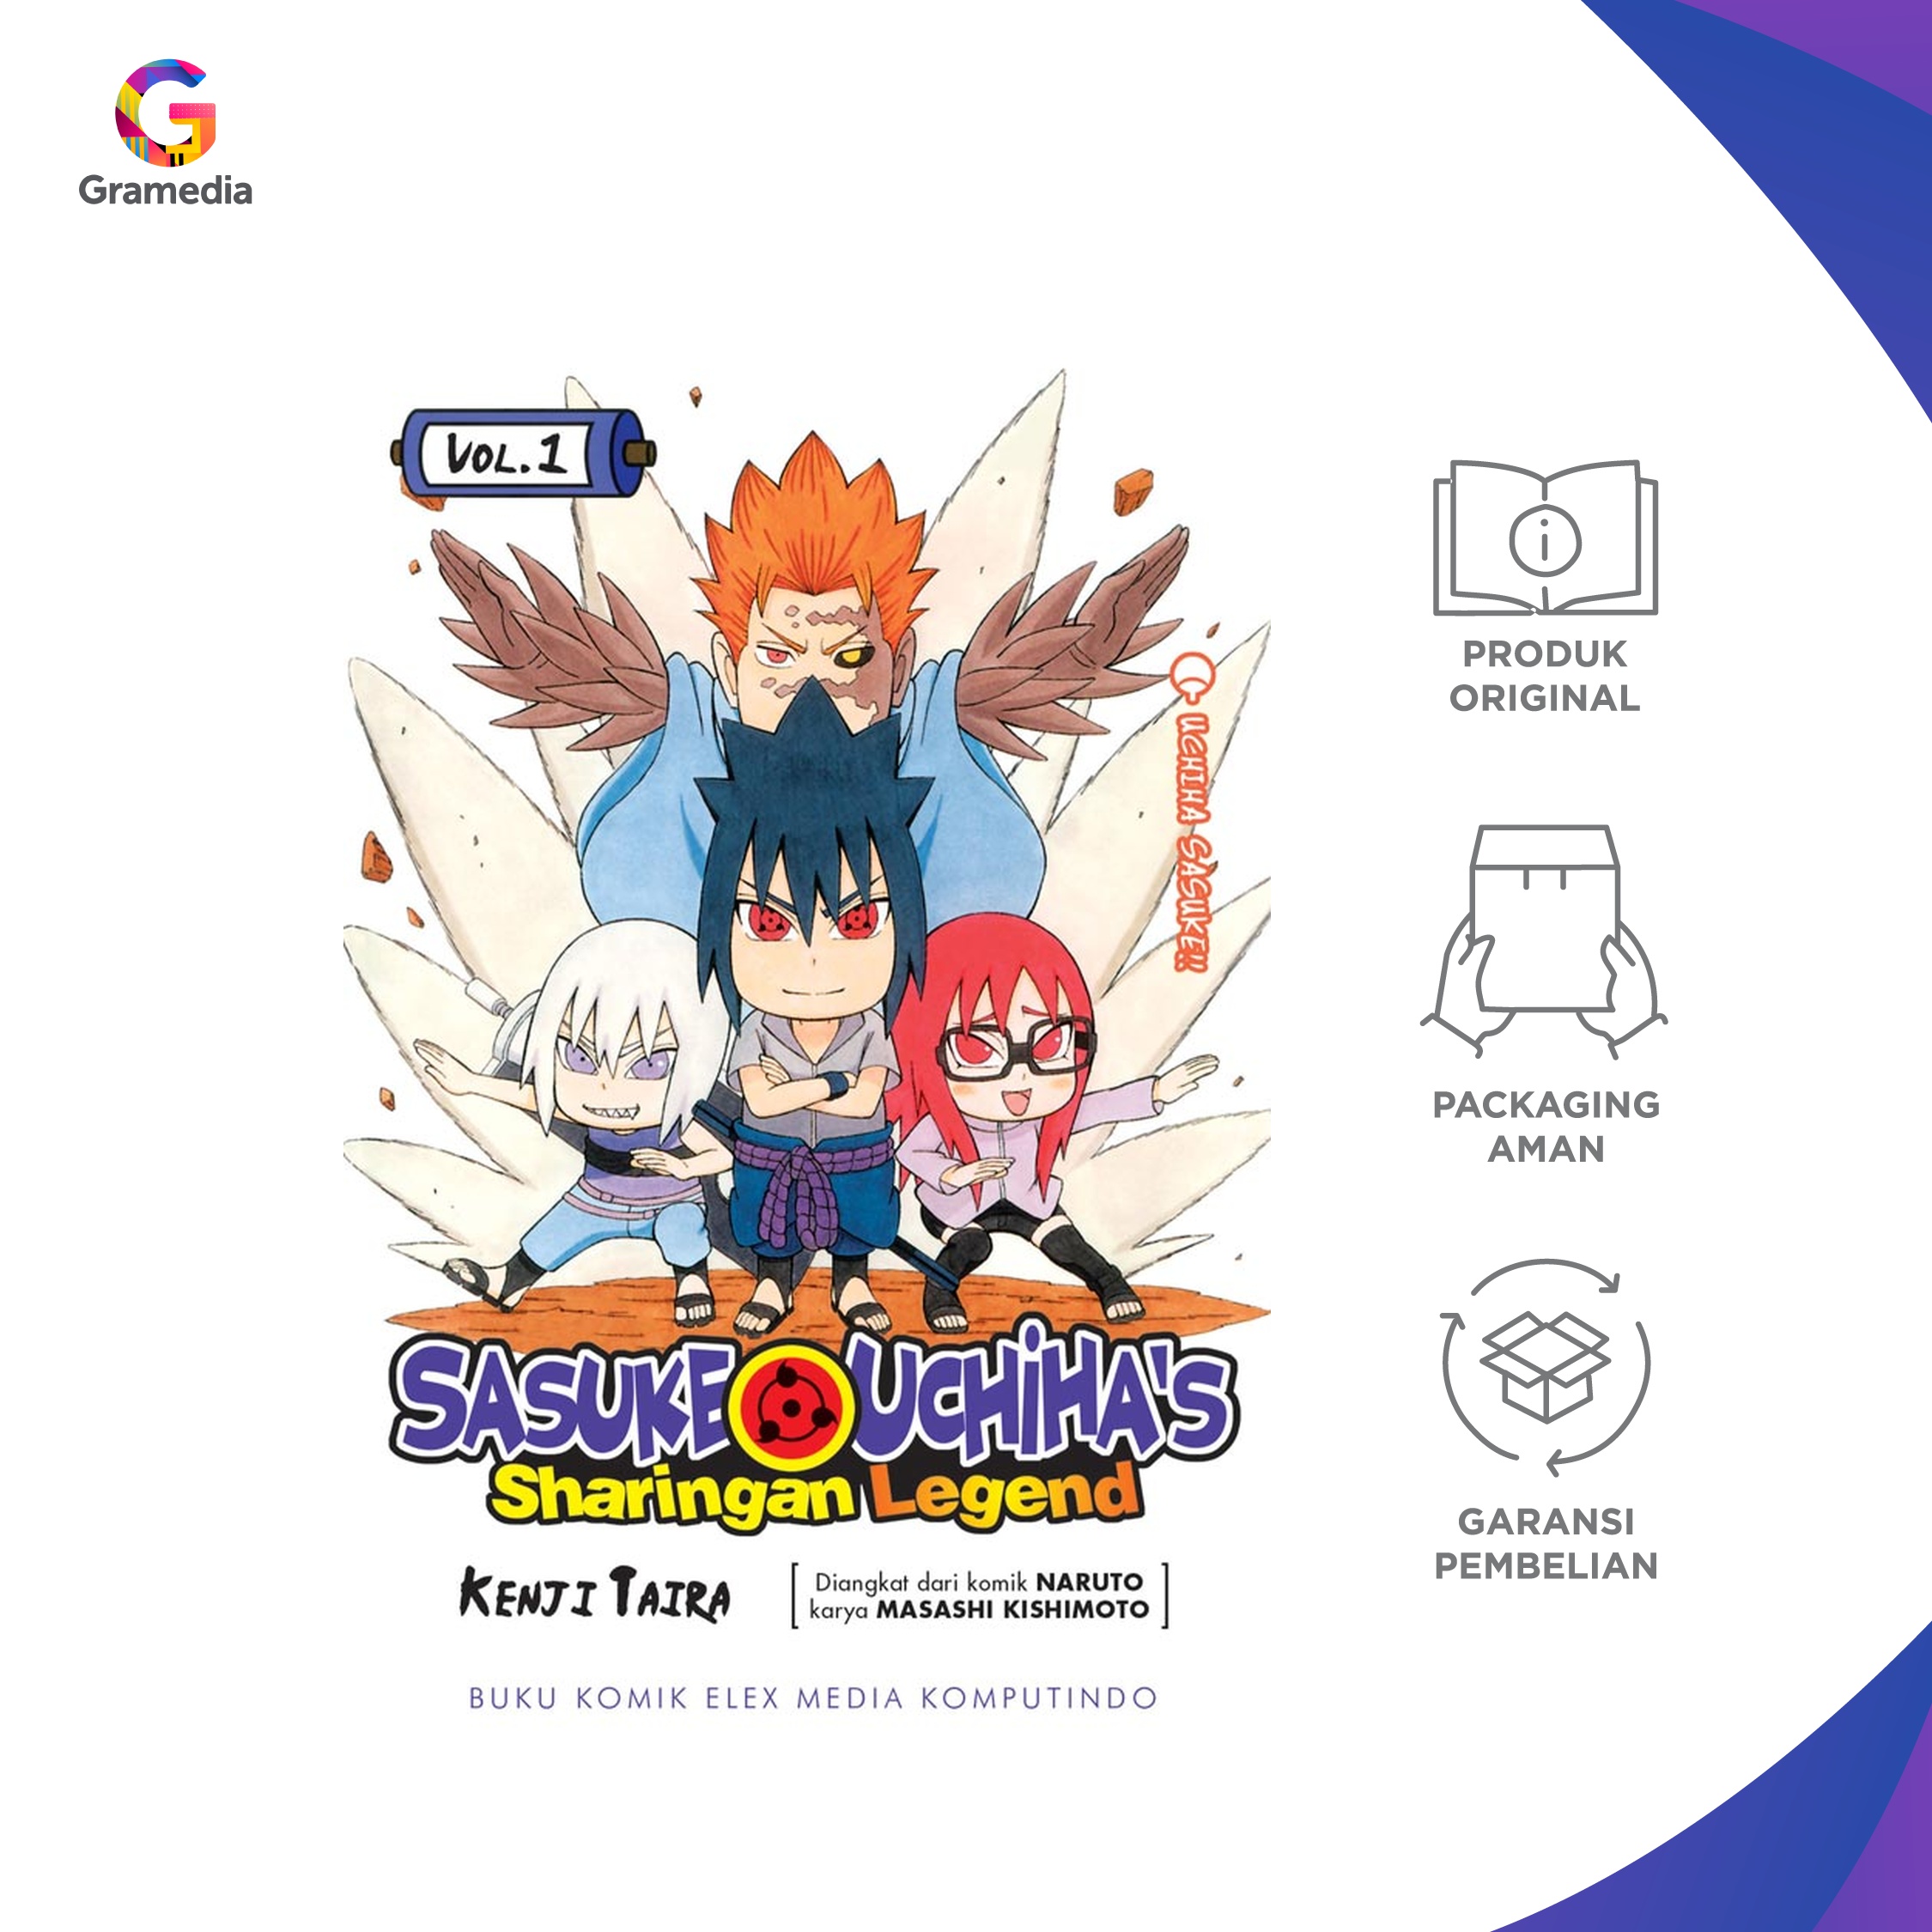 Gramedia
VOL.1
UCHIHA SASUKE!!
SASUKE UCHIHA'S
Sharingan Legend
KENJI TAIRA
Diangkat dari komik NARUTO
karya MASASHI KISHIMOTO
BUKU KOMIK ELEX MEDIA KOMPUTINDO
PRODUK
ORIGINAL
PACKAGING
AMAN
GARANSI
PEMBELIAN